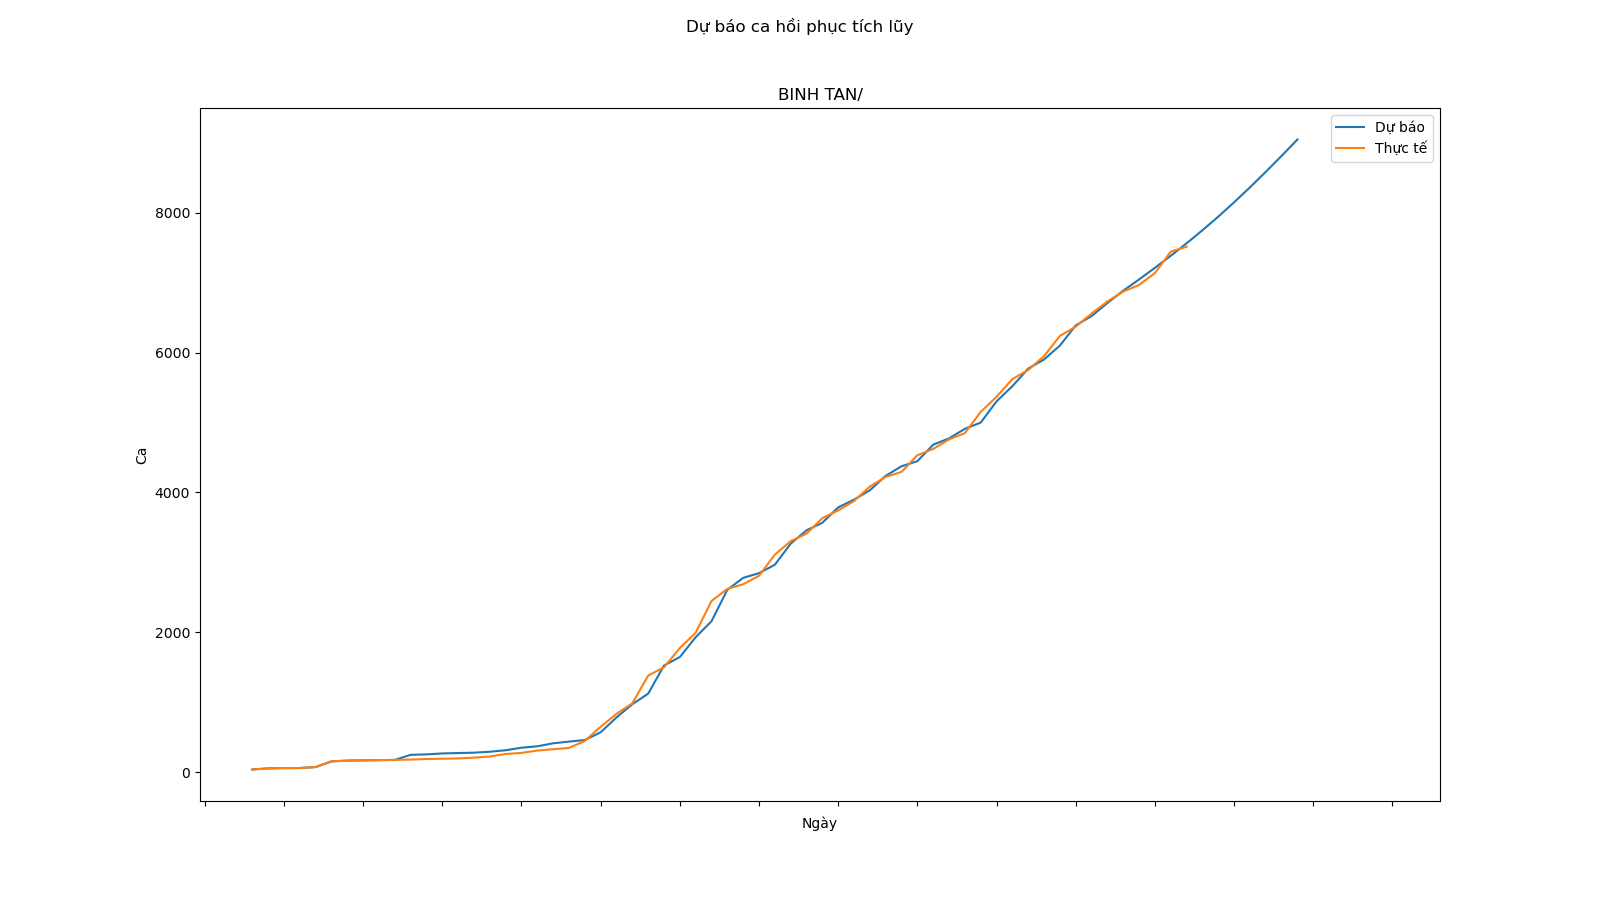 Dự báo ca hồi phục tích lũy
BINH TAN/
Dự báo
Thực tế
8000
6000
4000
2000
0
Ca
Ngày